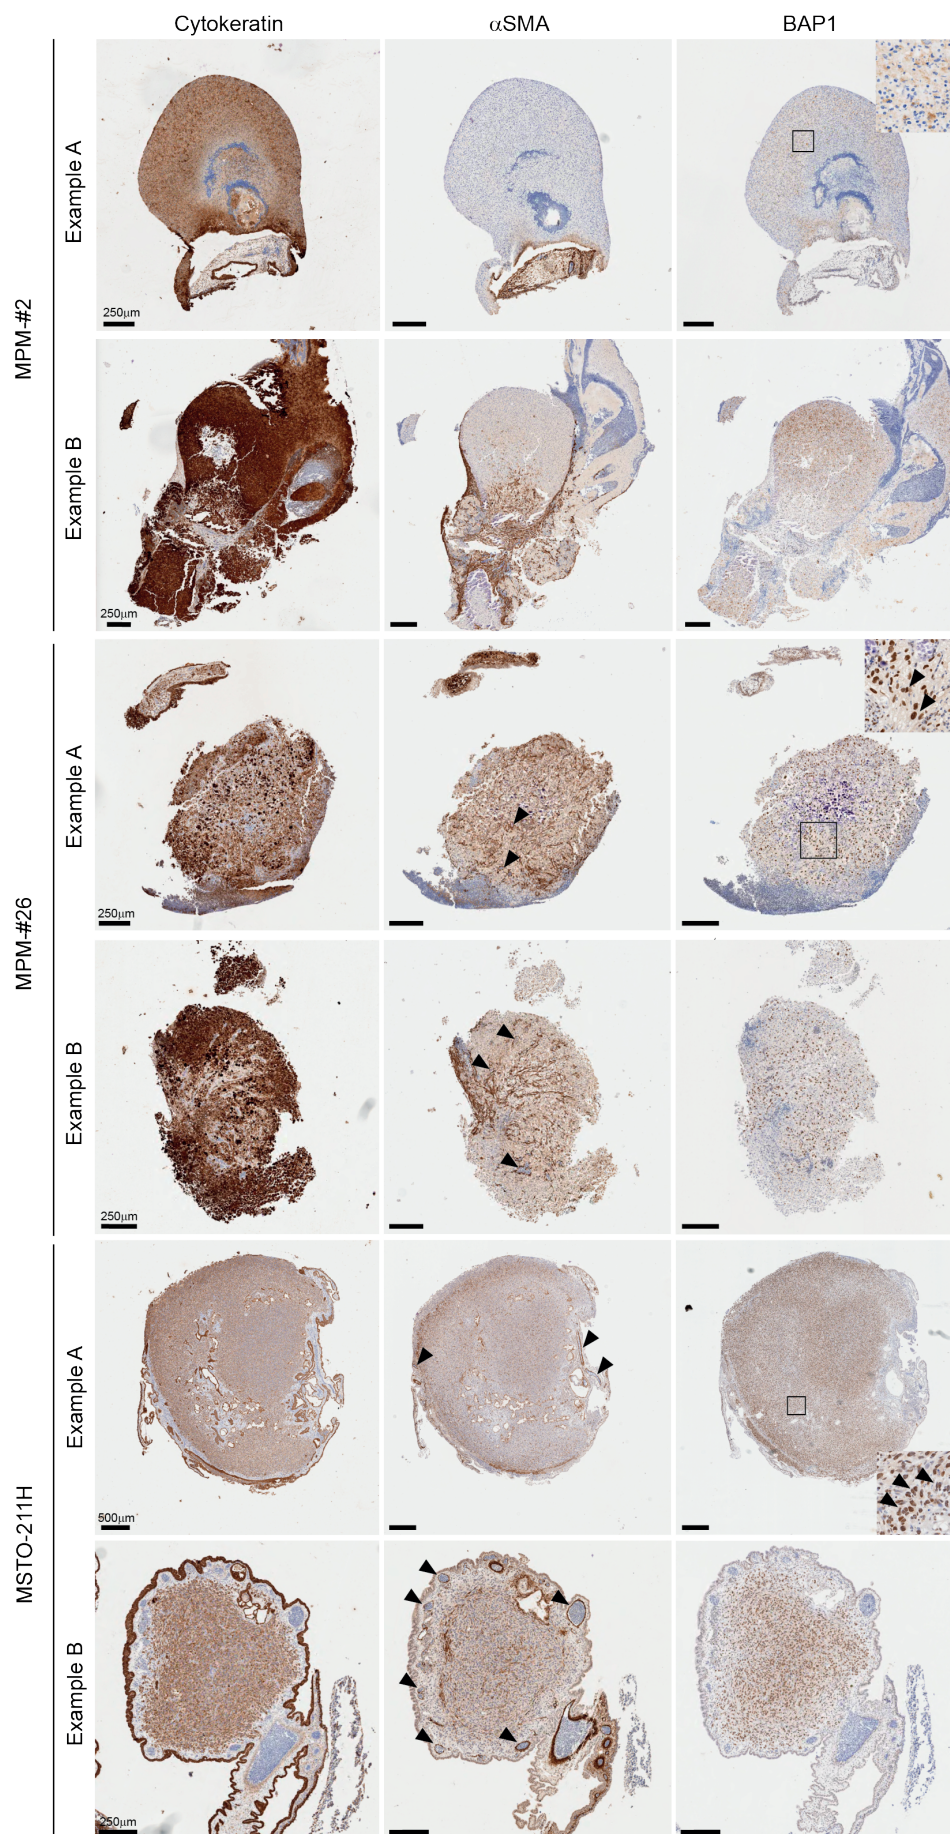 Cytokeratin αSMA BAP1
MPM-#2
Example A
250µm
Example B
250µm
MPM-#26
Example A
250µm
Example B
250µm
MSTO-211H
Example A
500µm
Example B
250µm